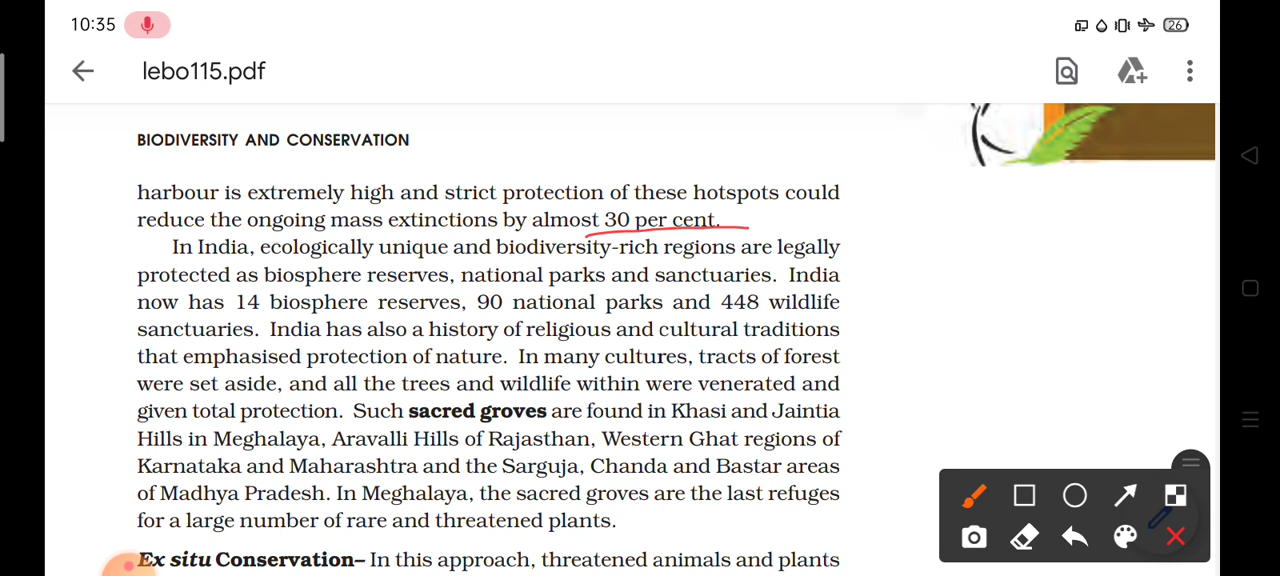 10:35
26
lebo115.pdf
BIODIVERSITY AND CONSERVATION
harbour is extremely high and strict protection of these hotspots could
reduce the ongoing mass extinctions by almost 30 per cent.
In India, ecologically unique and biodiversity-rich regions are legally
protected as biosphere reserves, national parks and sanctuaries. India
now has 14 biosphere reserves, 90 national parks and 448 wildlife
sanctuaries. India has also a history of religious and cultural traditions
that emphasised protection of nature. In many cultures, tracts of forest
were set aside, and all the trees and wildlife within were venerated and
given total protection. Such sacred groves are found in Khasi and Jaintia
Hills in Meghalaya, Aravalli Hills of Rajasthan, Western Ghat regions of
Karnataka and Maharashtra and the Sarguja, Chanda and Bastar areas
of Madhya Pradesh. In Meghalaya, the sacred groves are the last refuges
for a large number of rare and threatened plants.
Ex situ Conservation– In this approach, threatened animals and plants